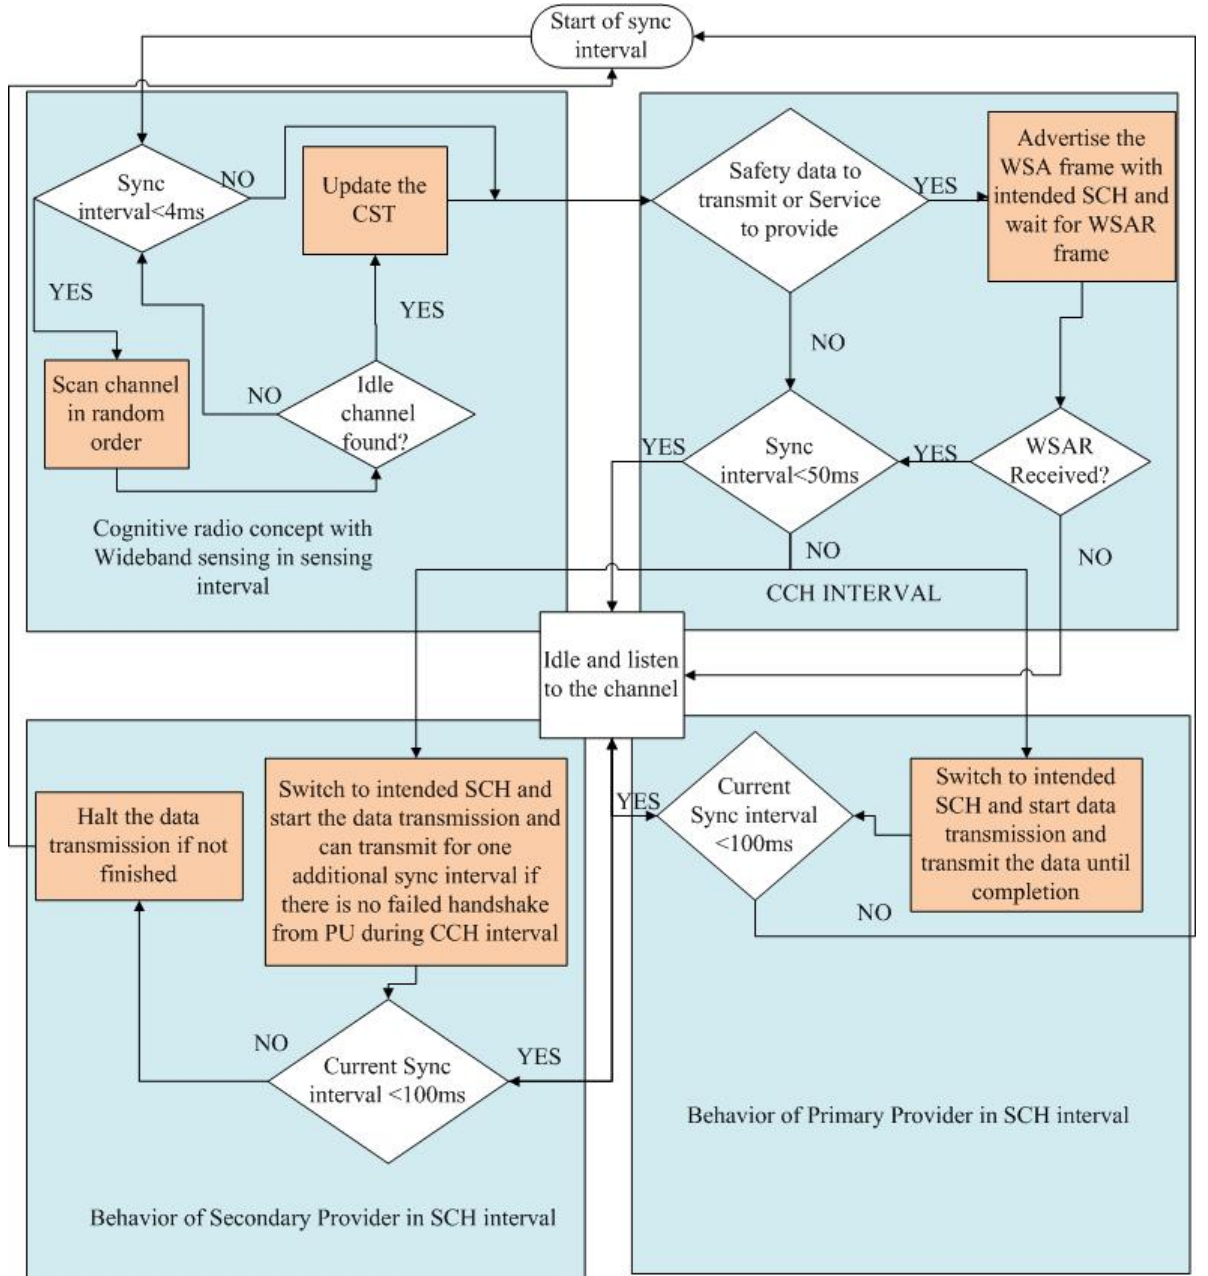 Start of sync
interval
Sync
interval<4ms
NO
YES
Update the
CST
YES
Scan channel
in random
order
NO
Idle
channel
found?
Cognitive radio concept with
Wideband sensing in sensing
interval
Safety data to
transmit or Service
to provide
YES
Advertise the
WSA frame with
intended SCH and
wait for WSAR
frame
NO
YES
Sync
interval<50ms
YES
WSAR
Received?
NO
NO
CCH INTERVAL
Idle and listen
to the channel
Halt the data
transmission if not
finished
Switch to intended SCH and
start the data transmission and
can transmit for one
additional sync interval if
there is no failed handshake
from PU during CCH interval
NO
Current Sync
interval <100ms
YES
Behavior of Secondary Provider in SCH interval
YES
Current
Sync interval
<100ms
Switch to intended
SCH and start data
transmission and
transmit the data until
completion
NO
Behavior of Primary Provider in SCH interval